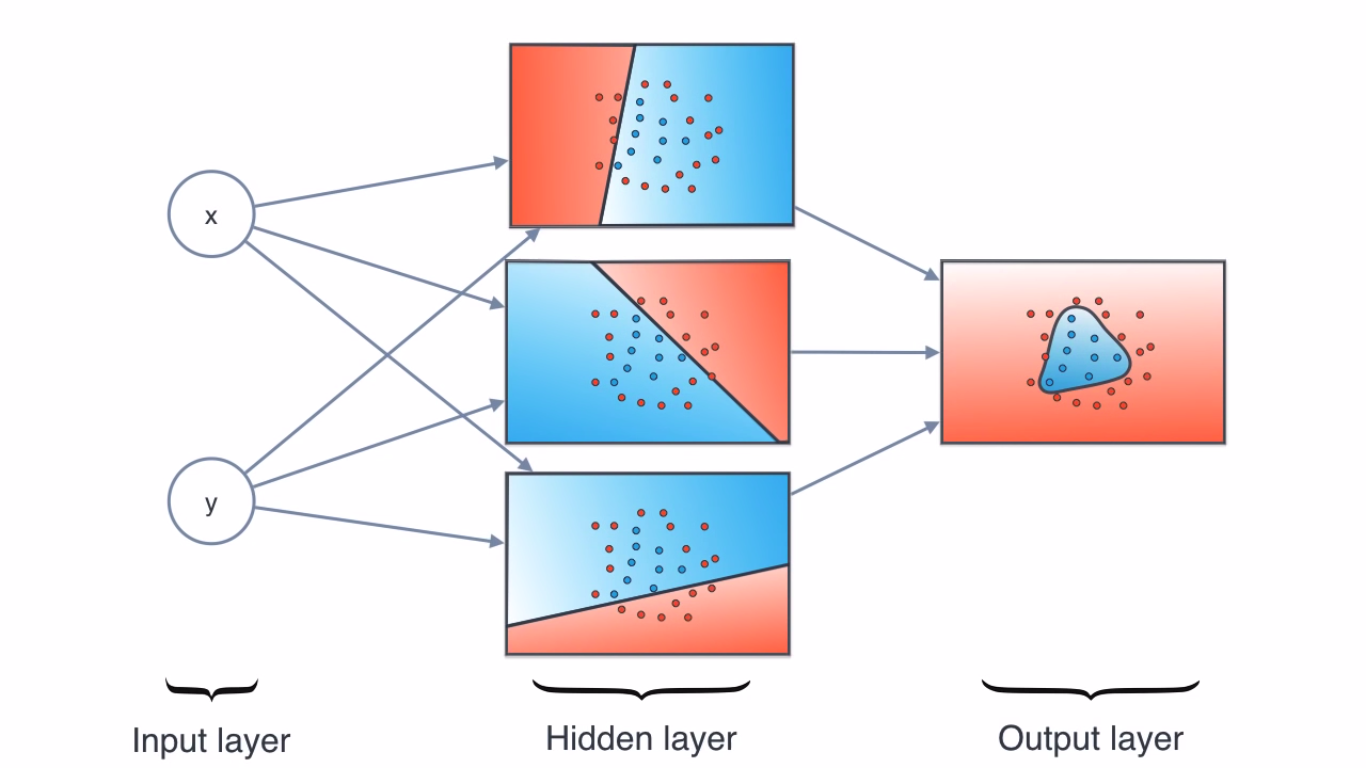 x
y
Input layer
Hidden layer
Output layer